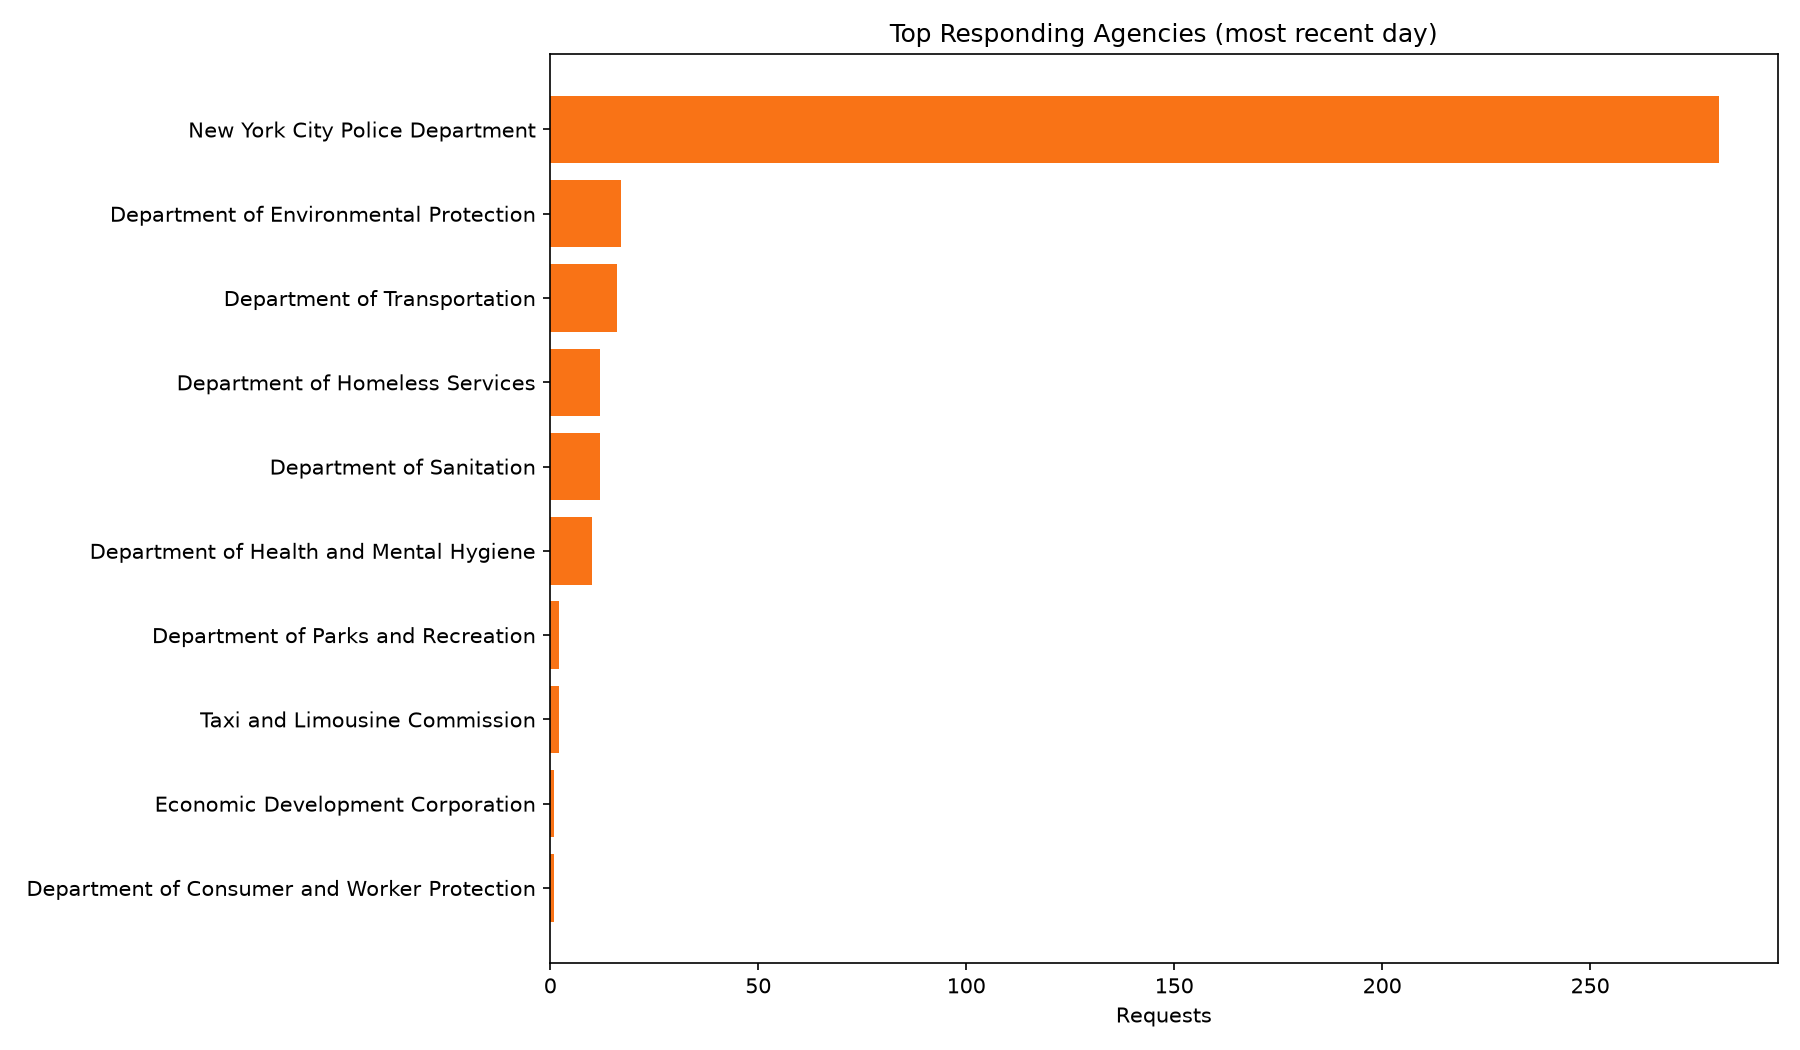 Top Responding Agencies (most recent day)
New York City Police Department
Department of Environmental Protection
Department of Transportation
Department of Homeless Services
Department of Sanitation
Department of Health and Mental Hygiene
Department of Parks and Recreation
Taxi and Limousine Commission
Economic Development Corporation
Department of Consumer and Worker Protection
0 50 100 150 200 250
Requests